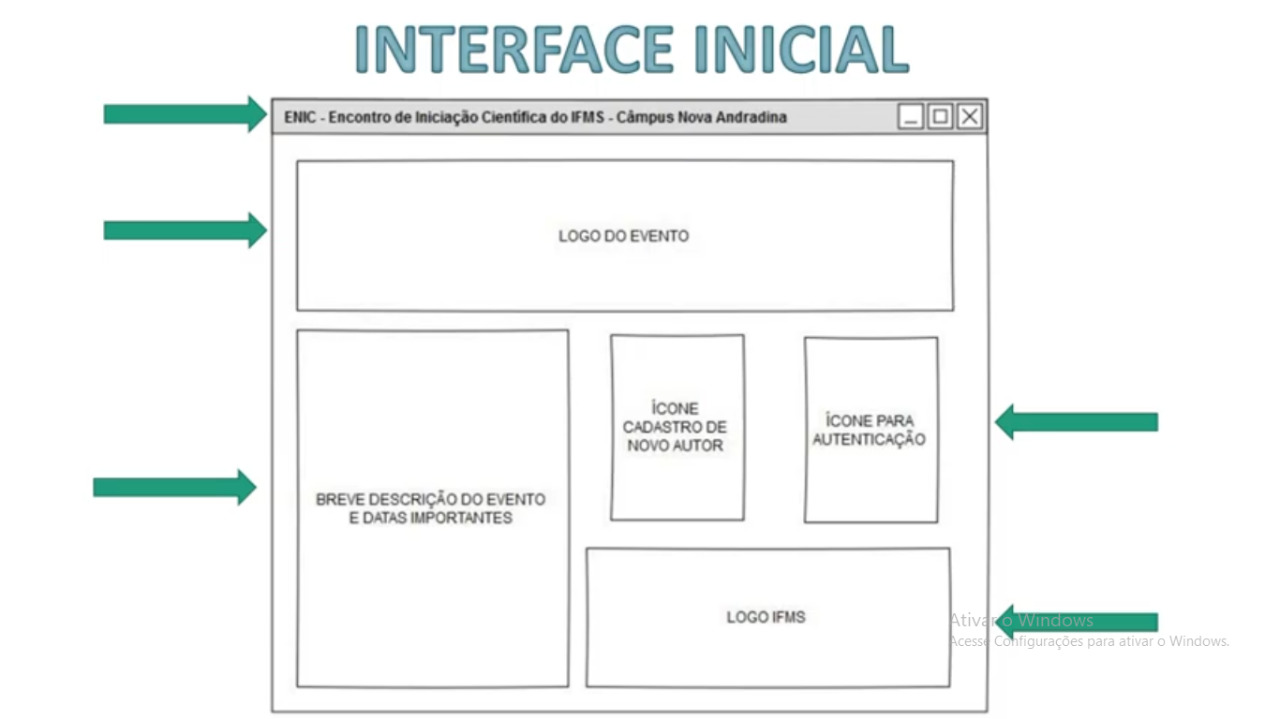 INTERFACE INICIAL
ENIC - Encontro de Iniciação Científica do IFMS - Câmpus Nova Andradina
LOGO DO EVENTO
BREVE DESCRIÇÃO DO EVENTO
E DATAS IMPORTANTES
ÍCONE
CADASTRO DE
NOVO AUTOR
ÍCONE PARA
AUTENTICAÇÃO
LOGO IFMS
Ativar o Windows
Acesse Configurações para ativar o Windows.